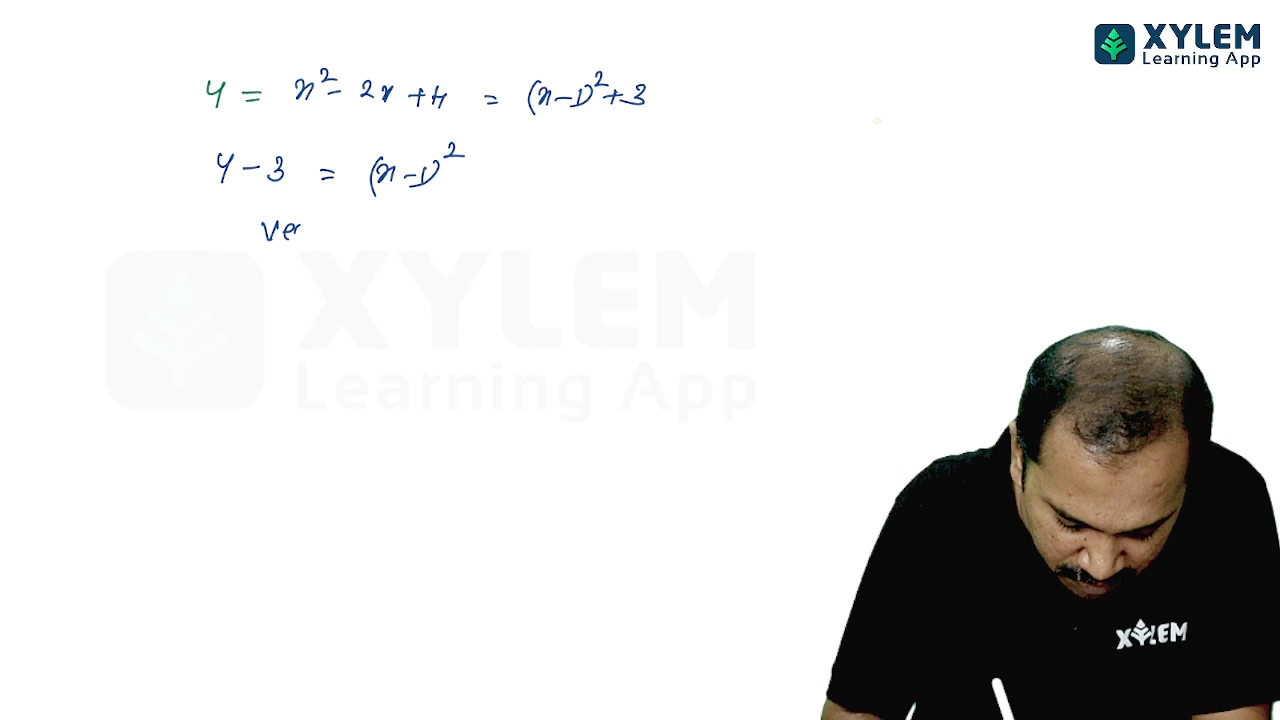 XYLEM
Learning App
y = x² - 2x + 4 = (x-1)² + 3
y - 3 = (x-1)²
Ver
XYLEM
Learning App
XYLEM